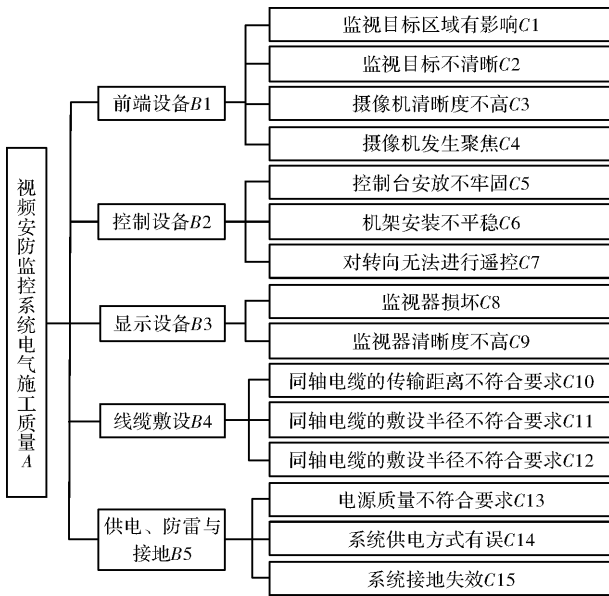 视频安防监控系统电气施工质量A
前端设备B1
监视目标区域有影响C1
监视目标不清晰C2
摄像机清晰度不高C3
摄像机发生聚焦C4
控制设备B2
控制台安放不牢固C5
机架安装不平稳C6
对转向无法进行遥控C7
显示设备B3
监视器损坏C8
监视器清晰度不高C9
线缆敷设B4
同轴电缆的传输距离不符合要求C10
同轴电缆的敷设半径不符合要求C11
同轴电缆的敷设半径不符合要求C12
供电、防雷与
接地B5
电源质量不符合要求C13
系统供电方式有误C14
系统接地失效C15